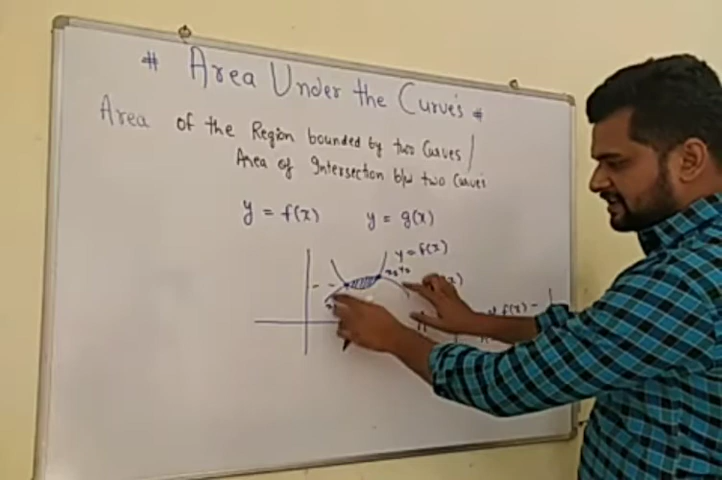 # Area Under the Curves #
Area of the Region bounded by two Curves /
Area of Intersection b/w two Curves
y = f(x) y = g(x)
y = f(x)
x)
f(x) -